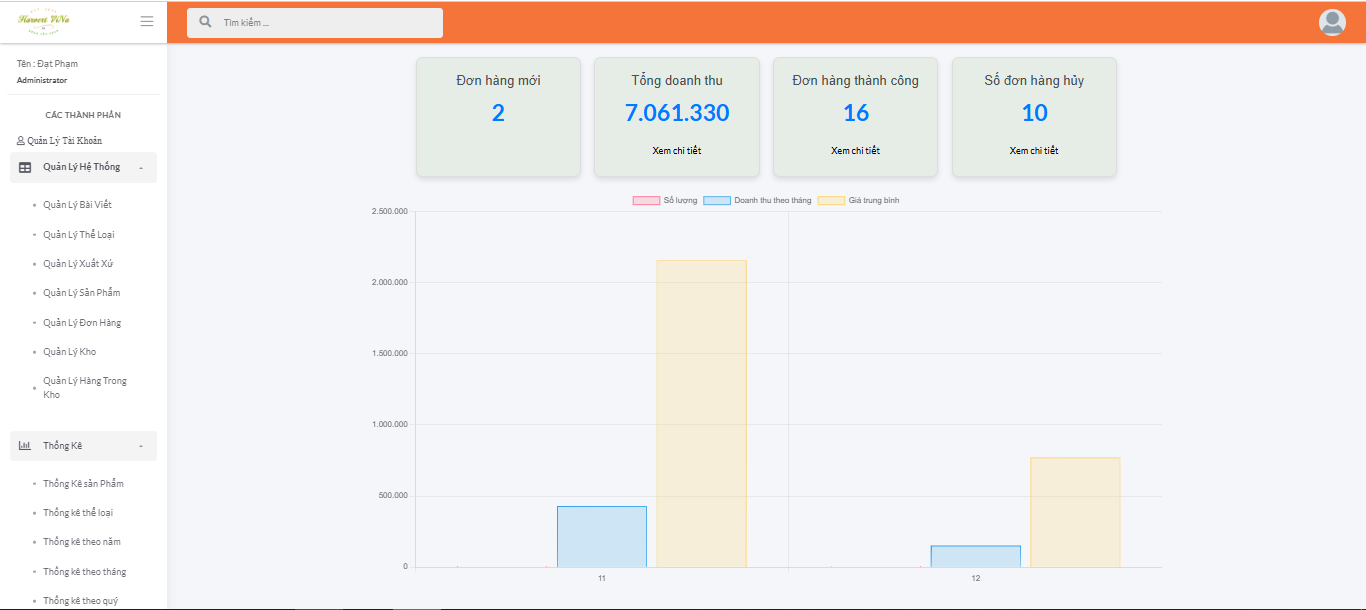 Harvest ViNa
Tìm kiếm ...
Tên : Đạt Phạm
Administrator
CÁC THÀNH PHẦN
Quản Lý Tài Khoản
Quản Lý Hệ Thống
Quản Lý Bài Viết
Quản Lý Thể Loại
Quản Lý Xuất Xứ
Quản Lý Sản Phẩm
Quản Lý Đơn Hàng
Quản Lý Kho
Quản Lý Hàng Trong
Kho
Thống Kê
Thống Kê sản Phẩm
Thống kê thể loại
Thống kê theo năm
Thống kê theo tháng
Thống kê theo quý
Đơn hàng mới
2
Tổng doanh thu
7.061.330
Xem chi tiết
Đơn hàng thành công
16
Xem chi tiết
Số đơn hàng hủy
10
Xem chi tiết
Số lượng Doanh thu theo tháng Giá trung bình
2.500.000
2.000.000
1.500.000
1.000.000
500.000
0
11 12